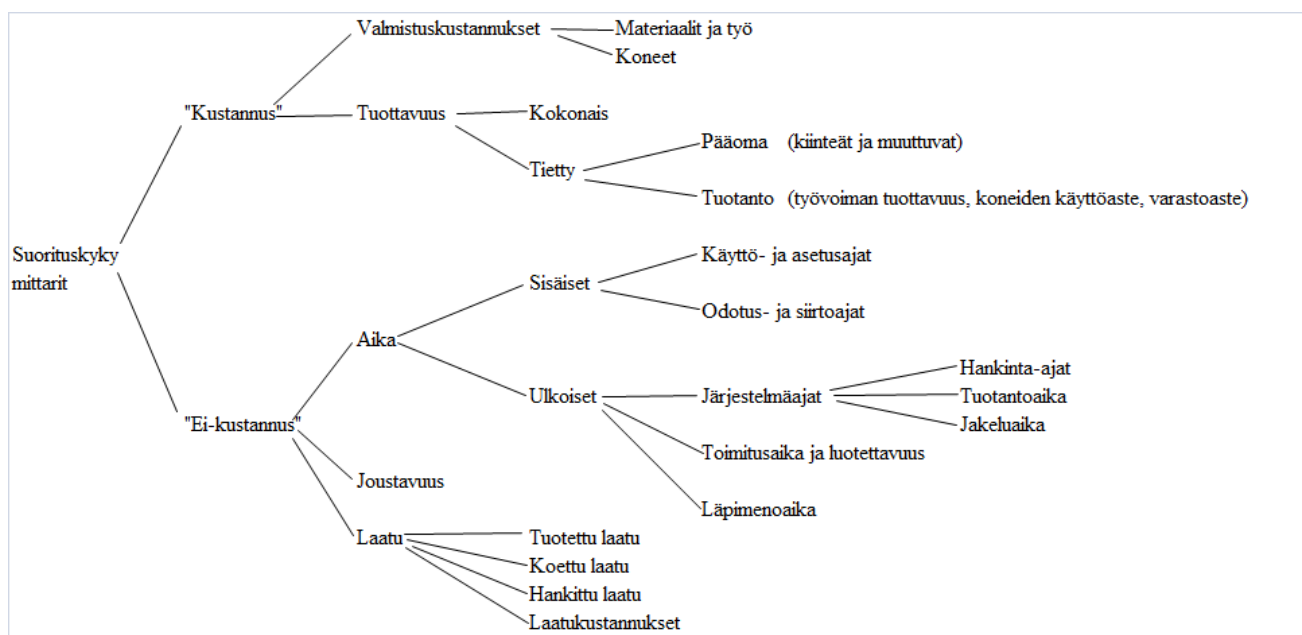 Valmistuskustannukset
Materiaalit ja työ
Koneet
"Kustannus"
Tuottavuus
Kokonais
Pääoma (kiinteät ja muuttuvat)
Tietty
Tuotanto (työvoiman tuottavuus, koneiden käyttöaste, varastoaste)
Suorituskyky
mittarit
Käyttö- ja asetusajat
Sisäiset
Odotus- ja siirtoajat
Aika
Hankinta-ajat
Ulkoiset
Järjestelmäajat
Tuotantoaika
Jakeluaika
"Ei-kustannus"
Toimitusaika ja luotettavuus
Joustavuus
Läpimenoaika
Laatu
Tuotettu laatu
Koettu laatu
Hankittu laatu
Laatukustannukset